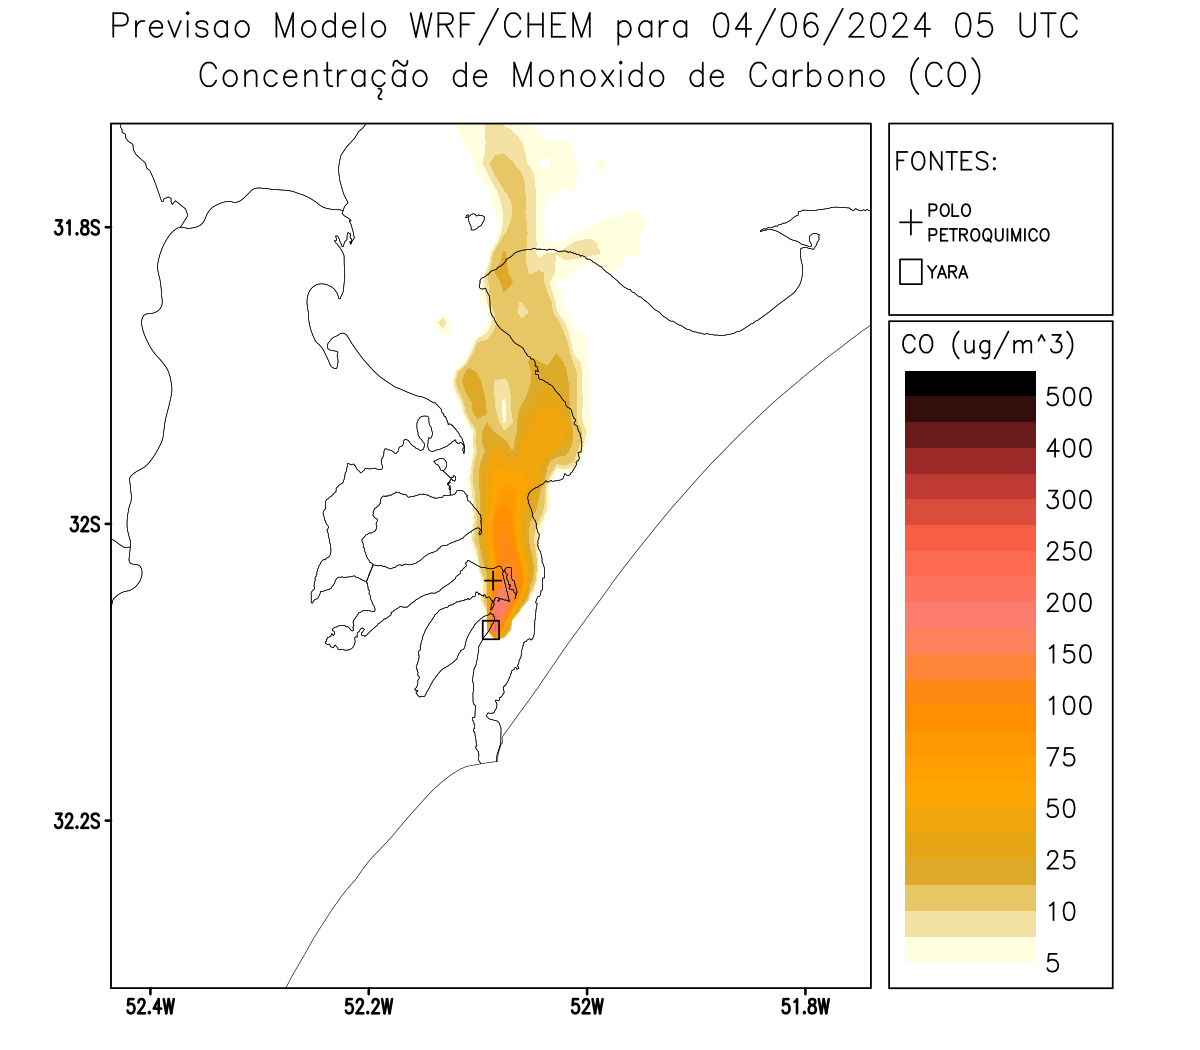 Previsao Modelo WRF/CHEM para 04/06/2024 05 UTC
Concentração de Monoxido de Carbono (CO)
FONTES:
POLO
PETROQUIMICO
YARA
CO (ug/m^3)
500
400
300
250
200
150
100
75
50
25
10
5
31.8S
32S
32.2S
52.4W
52.2W
52W
51.8W